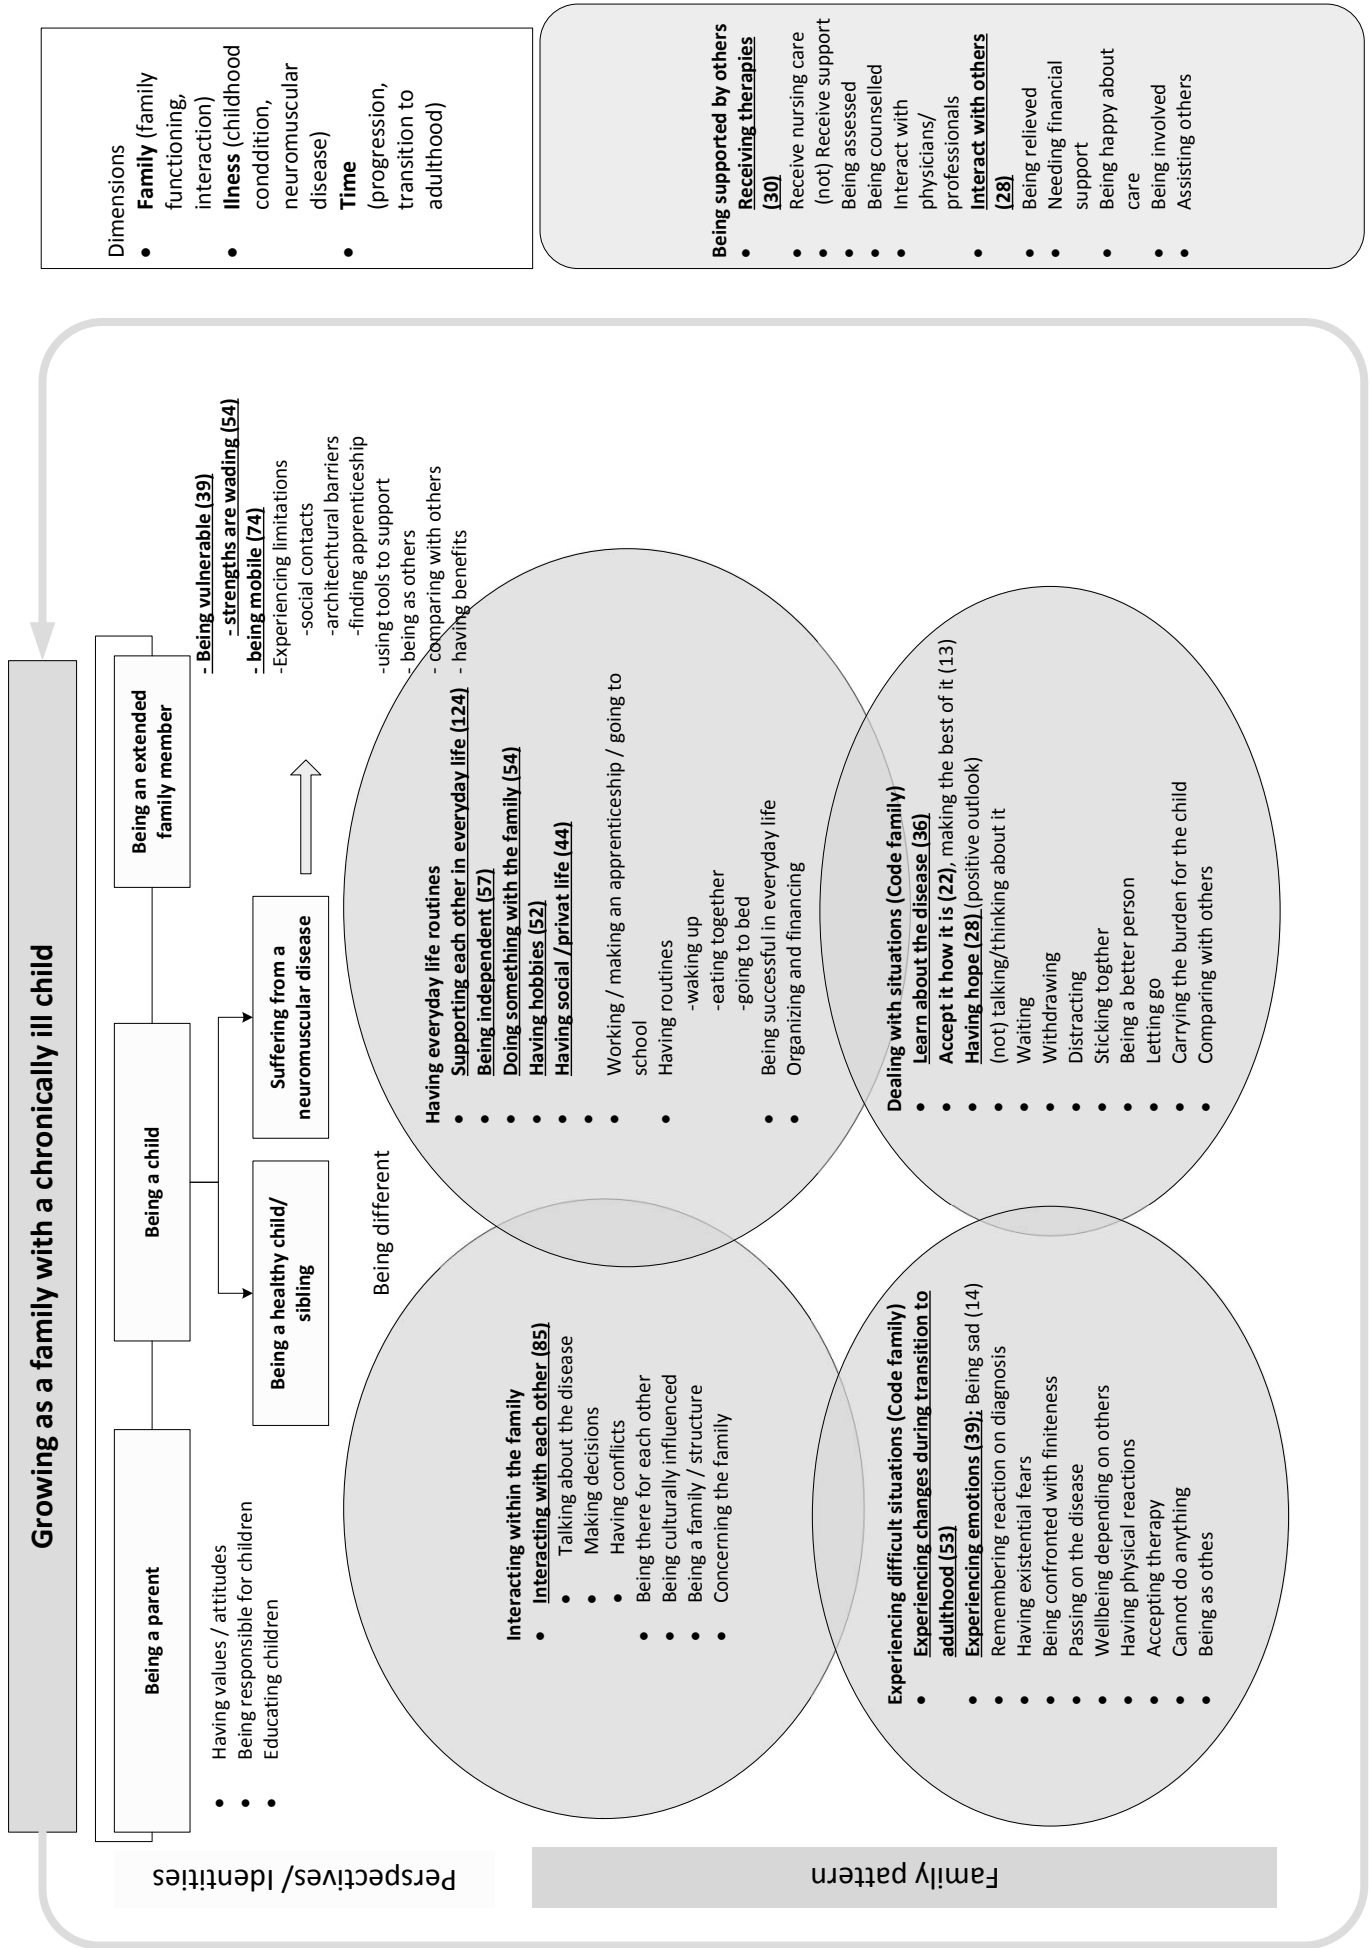 Growing as a family with a chronically ill child
Perspectives/ Identities
Being a parent
Being a child
Being an extended
family member
Being a healthy child/
sibling
Suffering from a
neuromuscular disease
• Having values / attitudes
• Being responsible for children
• Educating children
Being different
- Being vulnerable (39)
- strengths are wading (54)
- being mobile (74)
-Experiencing limitations
-social contacts
-architechtural barriers
-finding apprenticeship
-using tools to support
- being as others
- comparing with others
- having benefits
Family pattern
Interacting within the family
• Interacting with each other (85)
• Talking about the disease
• Making decisions
• Having conflicts
• Being there for each other
• Being culturally influenced
• Being a family / structure
• Concerning the family
Having everyday life routines
• Supporting each other in everyday life (124)
• Being independent (57)
• Doing something with the family (54)
• Having hobbies (52)
• Having social /privat life (44)
•
• Working / making an apprenticeship / going to
school
• Having routines
-waking up
-eating together
-going to bed
• Being successful in everyday life
• Organizing and financing
Experiencing difficult situations (Code family)
• Experiencing changes during transition to
adulthood (53)
• Experiencing emotions (39); Being sad (14)
• Remembering reaction on diagnosis
• Having existential fears
• Being confronted with finiteness
• Passing on the disease
• Wellbeing depending on others
• Having physical reactions
• Accepting therapy
• Cannot do anything
• Being as othes
Dealing with situations (Code family)
• Learn about the disease (36)
• Accept it how it is (22), making the best of it (13)
• Having hope (28) (positive outlook)
• (not) talking/thinking about it
• Waiting
• Withdrawing
• Distracting
• Sticking togther
• Being a better person
• Letting go
• Carrying the burden for the child
• Comparing with others
Dimensions
• Family (family
functioning,
interaction)
• Ilness (childhood
conddition,
neuromuscular
disease)
• Time
(progression,
transition to
adulthood)
Being supported by others
• Receiving therapies
(30)
• Receive nursing care
• (not) Receive support
• Being assessed
• Being counselled
• Interact with
physicians/
professionals
• Interact with others
(28)
• Being relieved
• Needing financial
support
• Being happy about
care
• Being involved
• Assisting others